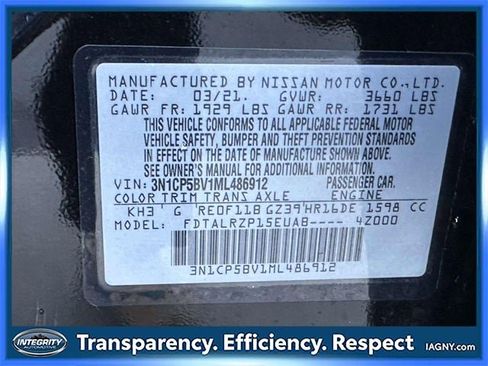 MANUFACTURED BY NISSAN MOTOR CO., LTD.
DATE: 03/21. GVWR: 3660 LBS
GAWR FR: 1929 LBS GAWR RR: 1731 LBS
THIS VEHICLE CONFORMS TO ALL
APPLICABLE FEDERAL MOTOR
VEHICLE SAFETY, BUMPER AND THEFT PREVENTION
STANDARDS IN EFFECT ON THE DATE OF
MANUFACTURE SHOWN ABOVE.
SEE OWNER'S MANUAL FOR ADDITIONAL INFORMATION.
VIN: 3N1CP5BV1ML486912 PASSENGER CAR.
COLOR TRIM TRANS AXLE ENGINE
KH3 G RE0F11B GZ39 HR16DE 1598 CC
MODEL: FDTALRZP15EUAB---- 4Z000
3N1CP5BV1ML486912
INTEGRITY
AUTOMOTIVE
Transparency. Efficiency. Respect
IAGNY.com